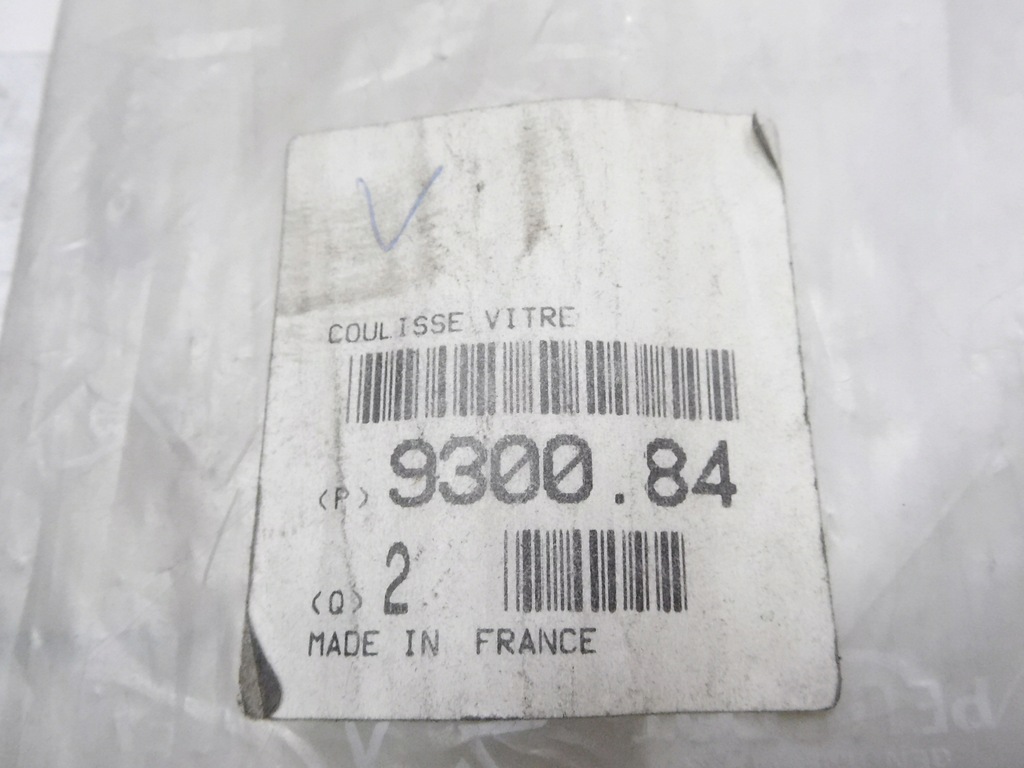 V
COULISSE VITRE
(P) 9300.84
(Q) 2
MADE IN FRANCE